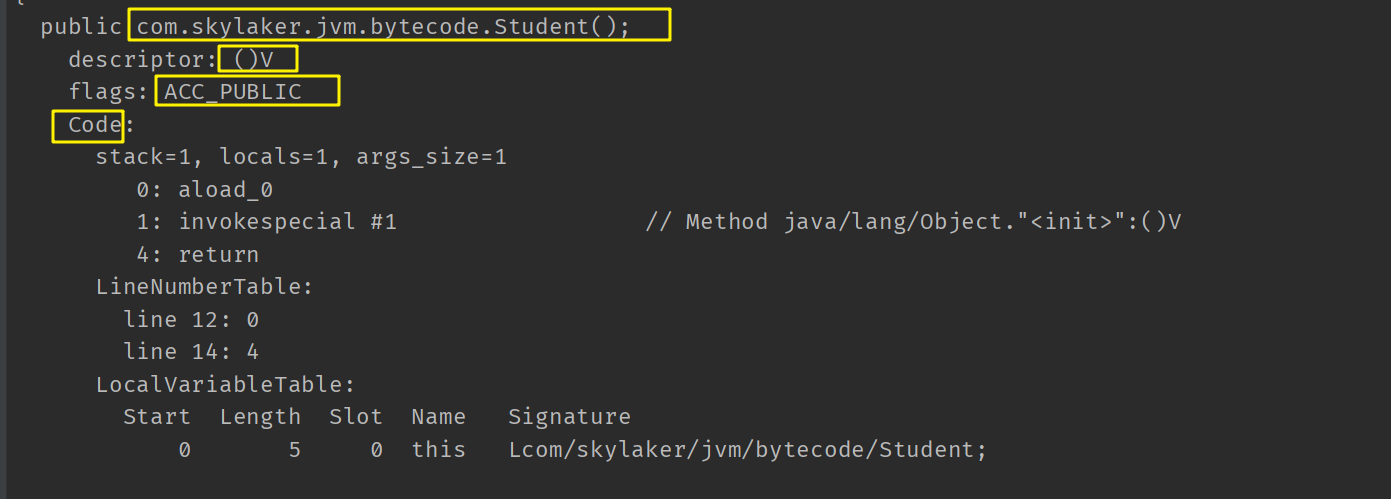 {
public com.skylaker.jvm.bytecode.Student();
descriptor: ()V
flags: ACC_PUBLIC
Code:
stack=1, locals=1, args_size=1
0: aload_0
1: invokespecial #1 // Method java/lang/Object."<init>":()V
4: return
LineNumberTable:
line 12: 0
line 14: 4
LocalVariableTable:
Start Length Slot Name Signature
0 5 0 this Lcom/skylaker/jvm/bytecode/Student;